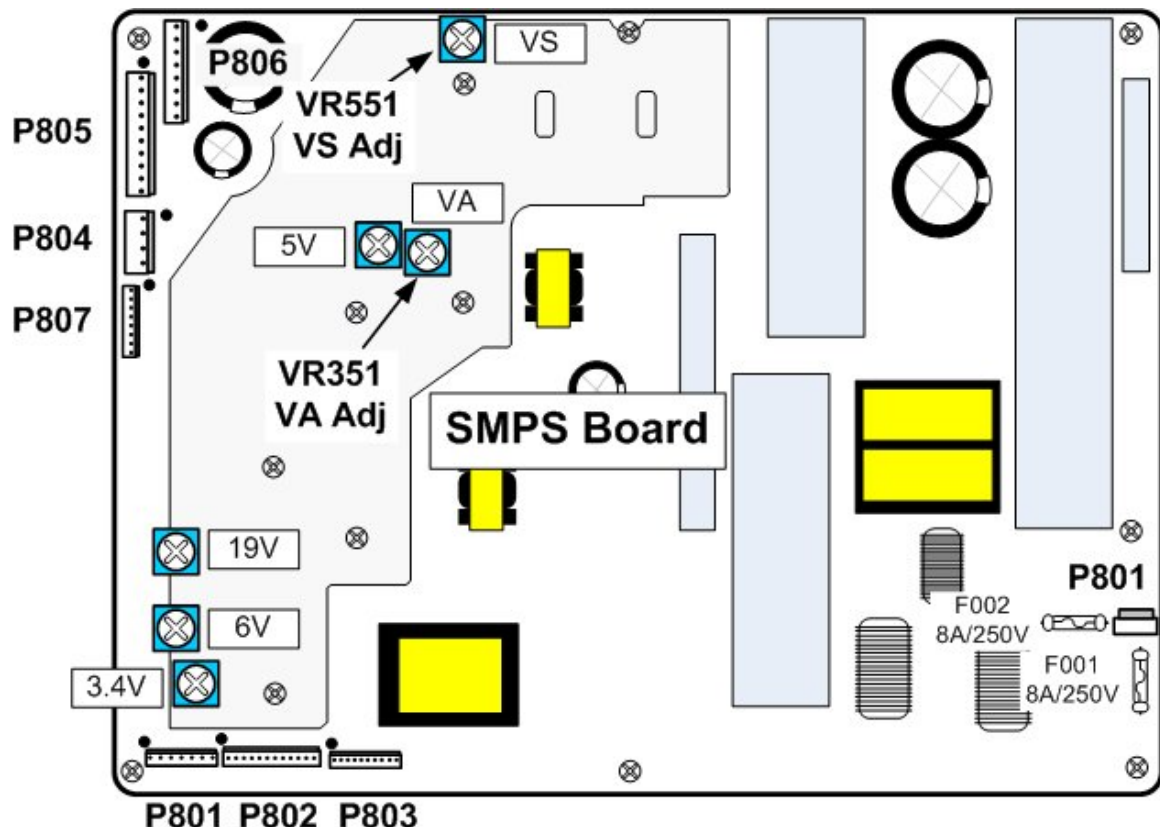 P806
VS
P805
VR551
VS Adj
P804
VA
5V
P807
VR351
VA Adj
SMPS Board
19V
6V
3.4V
P801
F002
8A/250V
F001
8A/250V
P801 P802 P803